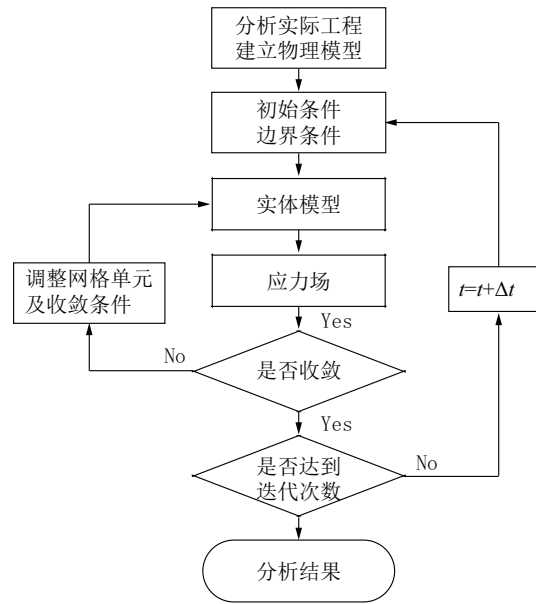 分析实际工程
建立物理模型
初始条件
边界条件
实体模型
调整网格单元
及收敛条件
应力场
t=t+Δt
Yes
No
是否收敛
Yes
是否达到
迭代次数
No
分析结果